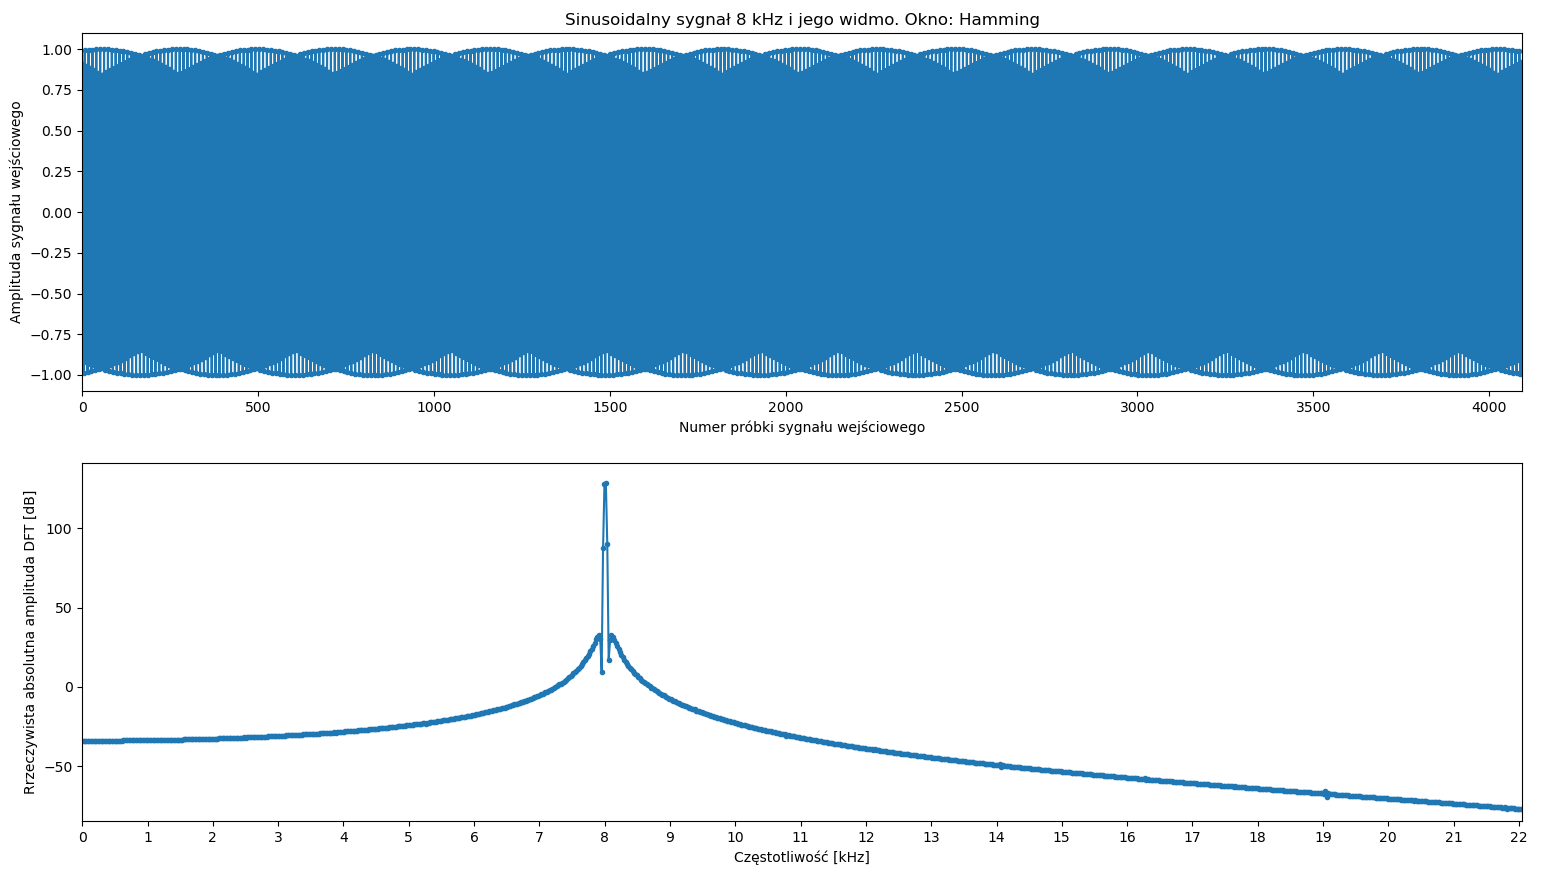 Sinusoidalny sygnał 8 kHz i jego widmo. Okno: Hamming
Amplituda sygnału wejściowego
1.00
0.75
0.50
0.25
0.00
−0.25
−0.50
−0.75
−1.00
0 500 1000 1500 2000 2500 3000 3500 4000
Numer próbki sygnału wejściowego
Rrzeczywista absolutna amplituda DFT [dB]
100
50
0
−50
0 1 2 3 4 5 6 7 8 9 10 11 12 13 14 15 16 17 18 19 20 21 22
Częstotliwość [kHz]